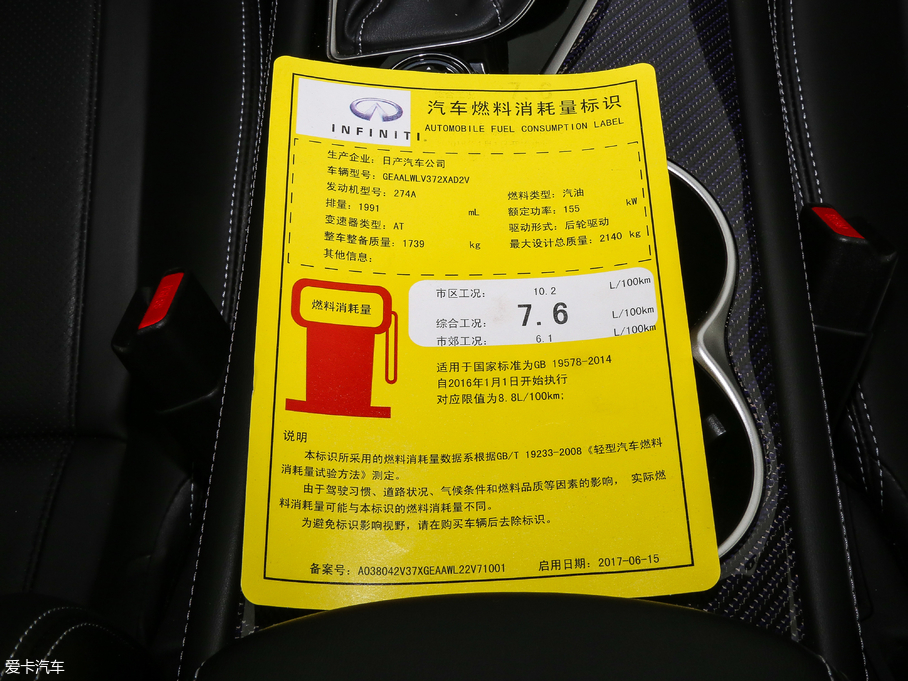 INFINITI
汽车燃料消耗量标识
AUTOMOBILE FUEL CONSUMPTION LABEL
生产企业: 日产汽车公司
车辆型号: GEAALWLV372XAD2V
发动机型号: 274A
燃料类型: 汽油
排量: 1991 mL
额定功率: 155 kW
变速器类型: AT
驱动形式: 后轮驱动
整车整备质量: 1739 kg
最大设计总质量: 2140 kg
其他信息:
燃料消耗量
市区工况: 10.2 L/100km
综合工况: 7.6 L/100km
市郊工况: 6.1 L/100km
适用于国家标准为GB 19578-2014
自2016年1月1日开始执行
对应限值为8.8L/100km;
说明
本标识所采用的燃料消耗量数据系根据GB/T 19233-2008《轻型汽车燃料
消耗量试验方法》测定。
由于驾驶习惯、道路状况、气候条件和燃料品质等因素的影响， 实际燃
料消耗量可能与本标识的燃料消耗量不同。
为避免标识影响视野，请在购买车辆后去除标识。
备案号: A038042V37XGEAAWL22V71001 启用日期: 2017-06-15
爱卡汽车